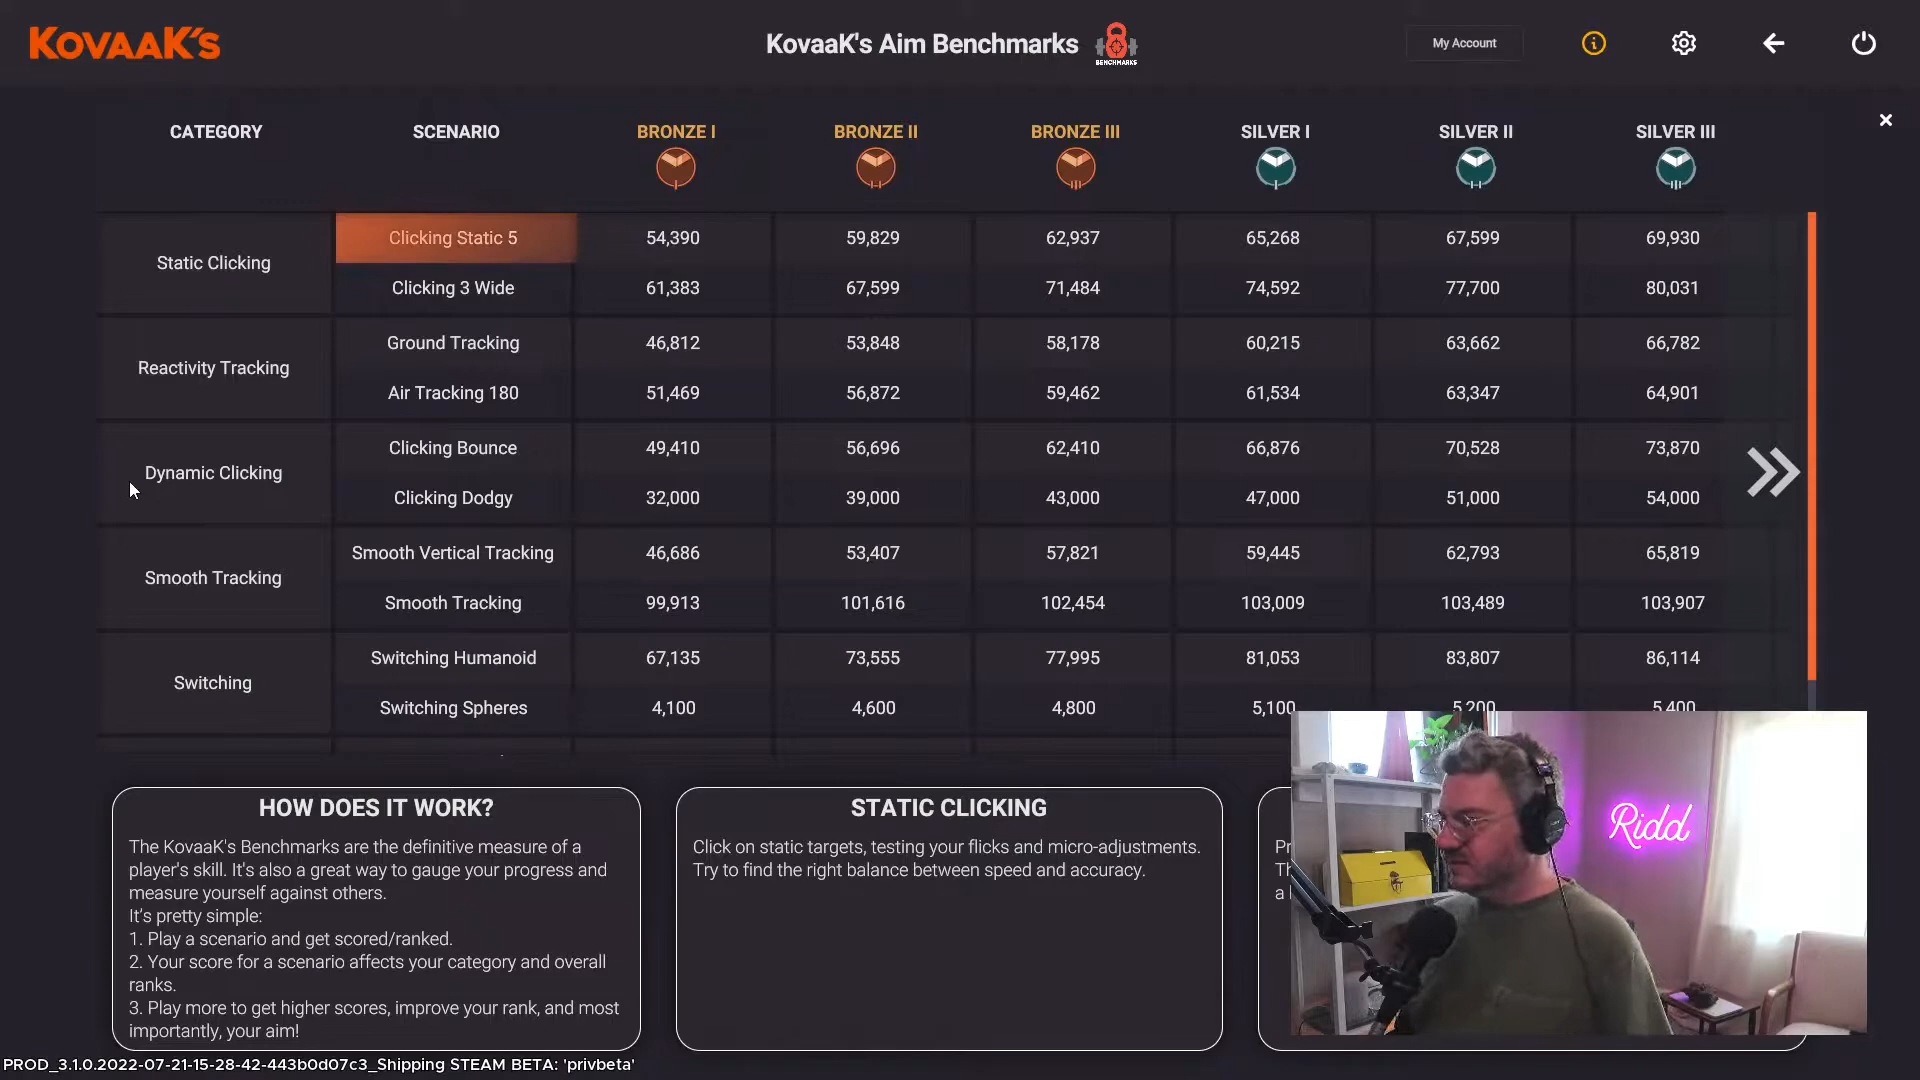 KOVAAK'S
KovaaK's Aim Benchmarks
BENCHMARKS
My Account
CATEGORY SCENARIO BRONZE I BRONZE II BRONZE III SILVER I SILVER II SILVER III
Static Clicking
Clicking Static 5 54,390 59,829 62,937 65,268 67,599 69,930
Clicking 3 Wide 61,383 67,599 71,484 74,592 77,700 80,031
Reactivity Tracking
Ground Tracking 46,812 53,848 58,178 60,215 63,662 66,782
Air Tracking 180 51,469 56,872 59,462 61,534 63,347 64,901
Dynamic Clicking
Clicking Bounce 49,410 56,696 62,410 66,876 70,528 73,870
Clicking Dodgy 32,000 39,000 43,000 47,000 51,000 54,000
Smooth Tracking
Smooth Vertical Tracking 46,686 53,407 57,821 59,445 62,793 65,819
Smooth Tracking 99,913 101,616 102,454 103,009 103,489 103,907
Switching
Switching Humanoid 67,135 73,555 77,995 81,053 83,807 86,114
Switching Spheres 4,100 4,600 4,800 5,100 5,200 5,400
HOW DOES IT WORK?
The KovaaK's Benchmarks are the definitive measure of a
player's skill. It's also a great way to gauge your progress and
measure yourself against others.
It's pretty simple:
1. Play a scenario and get scored/ranked.
2. Your score for a scenario affects your category and overall
ranks.
3. Play more to get higher scores, improve your rank, and most
importantly, your aim!
STATIC CLICKING
Click on static targets, testing your flicks and micro-adjustments.
Try to find the right balance between speed and accuracy.
Ridd
PROD_3.1.0.2022-07-21-15-28-42-443b0d07c3_Shipping STEAM BETA: 'privbeta'